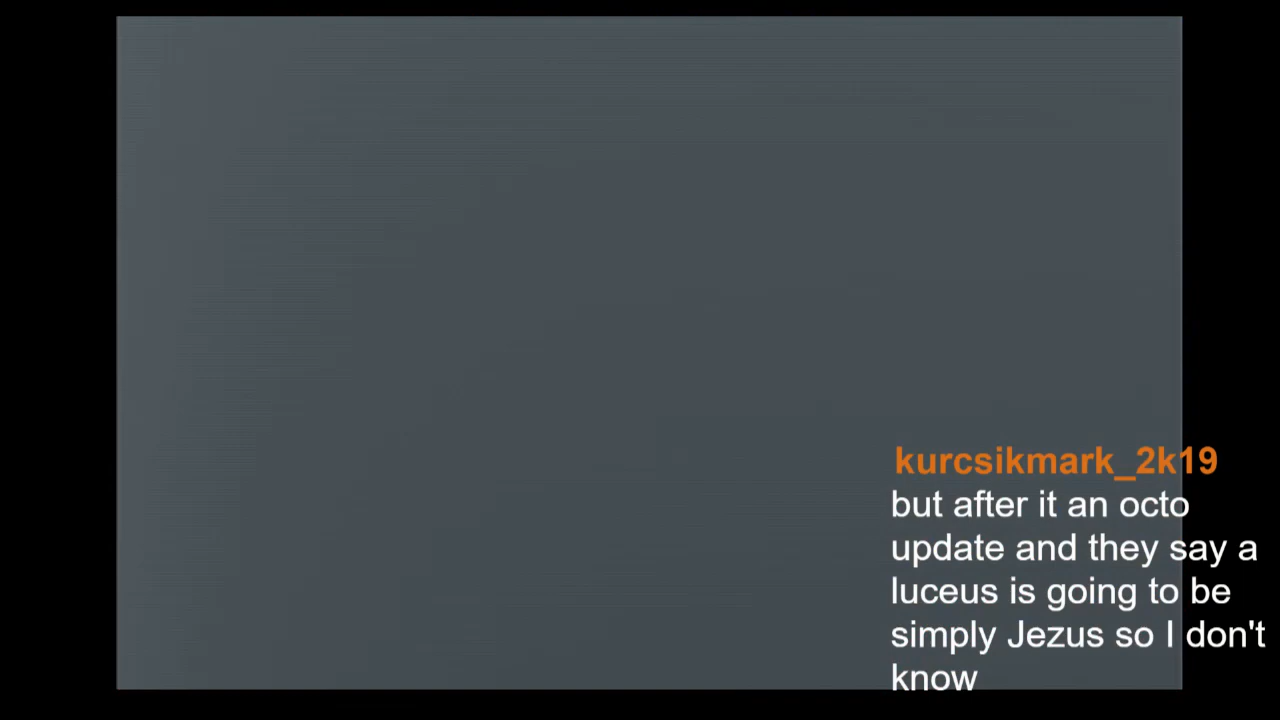 kurcsikmark_2k19
but after it an octo
update and they say a
luceus is going to be
simply Jezus so I don't
know